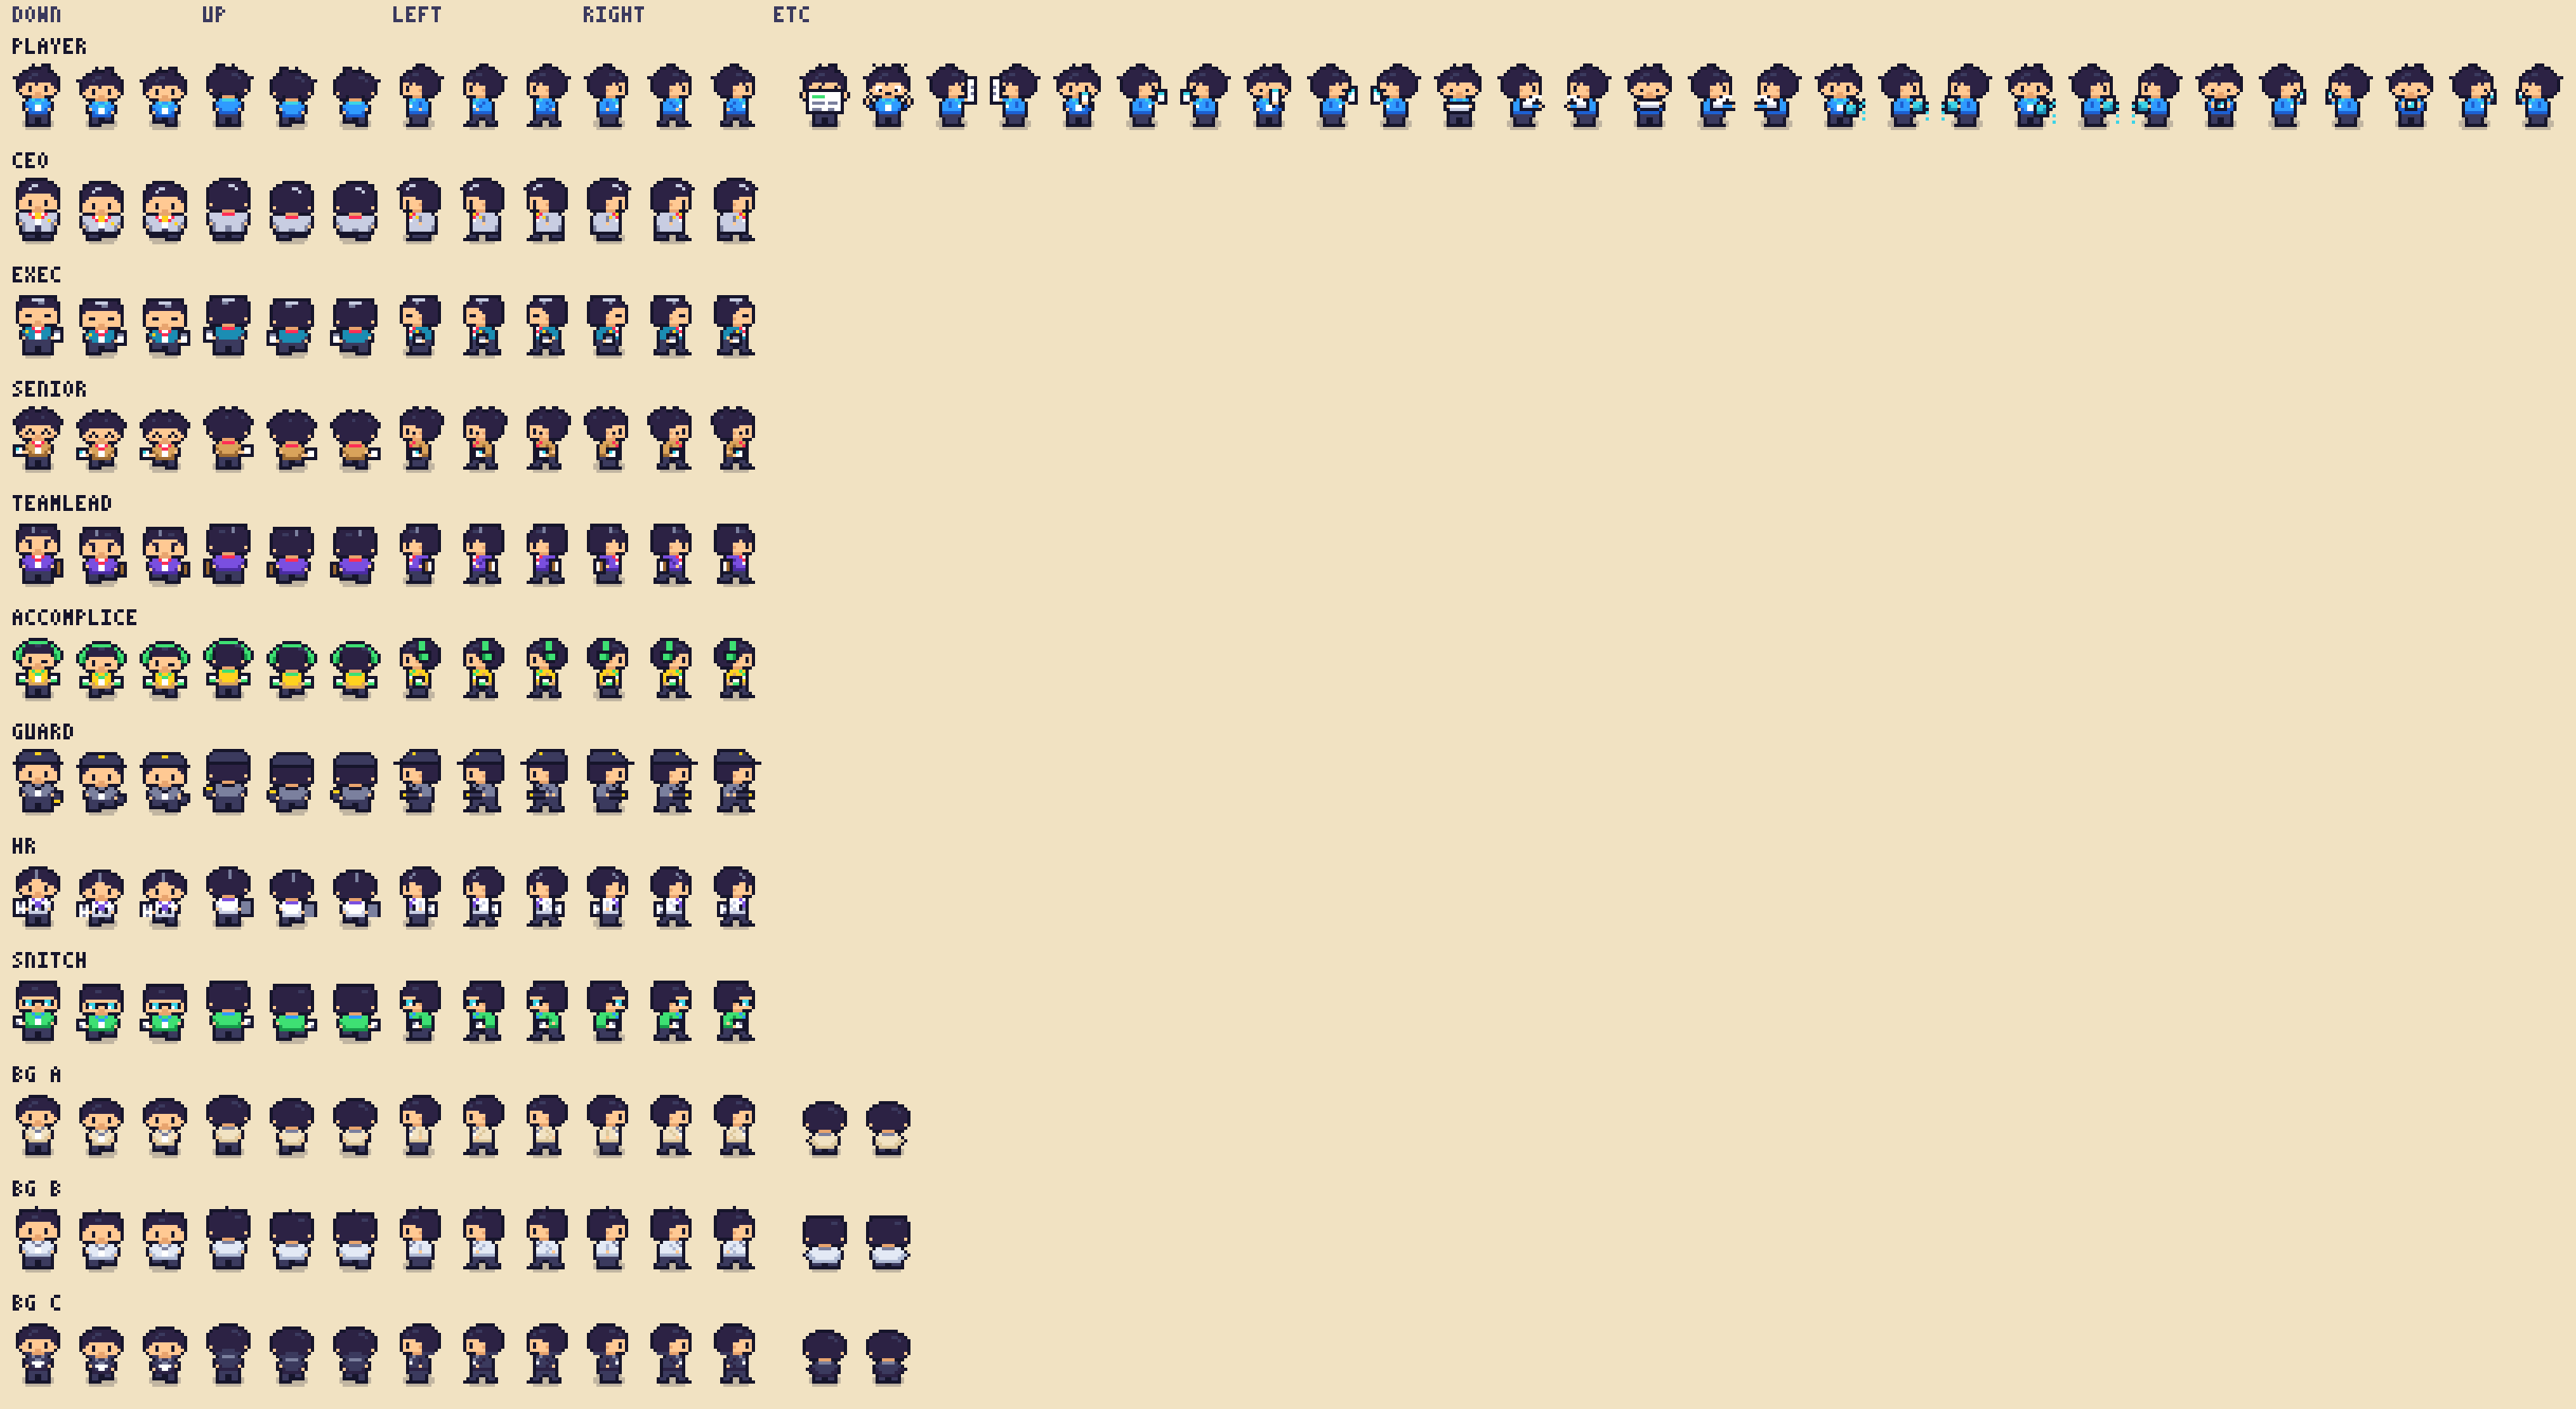 DOWN UP LEFT RIGHT ETC
PLAYER
CEO
EXEC
SENIOR
TEAMLEAD
ACCOMPLICE
GUARD
HR
SNITCH
BG A
BG B
BG C